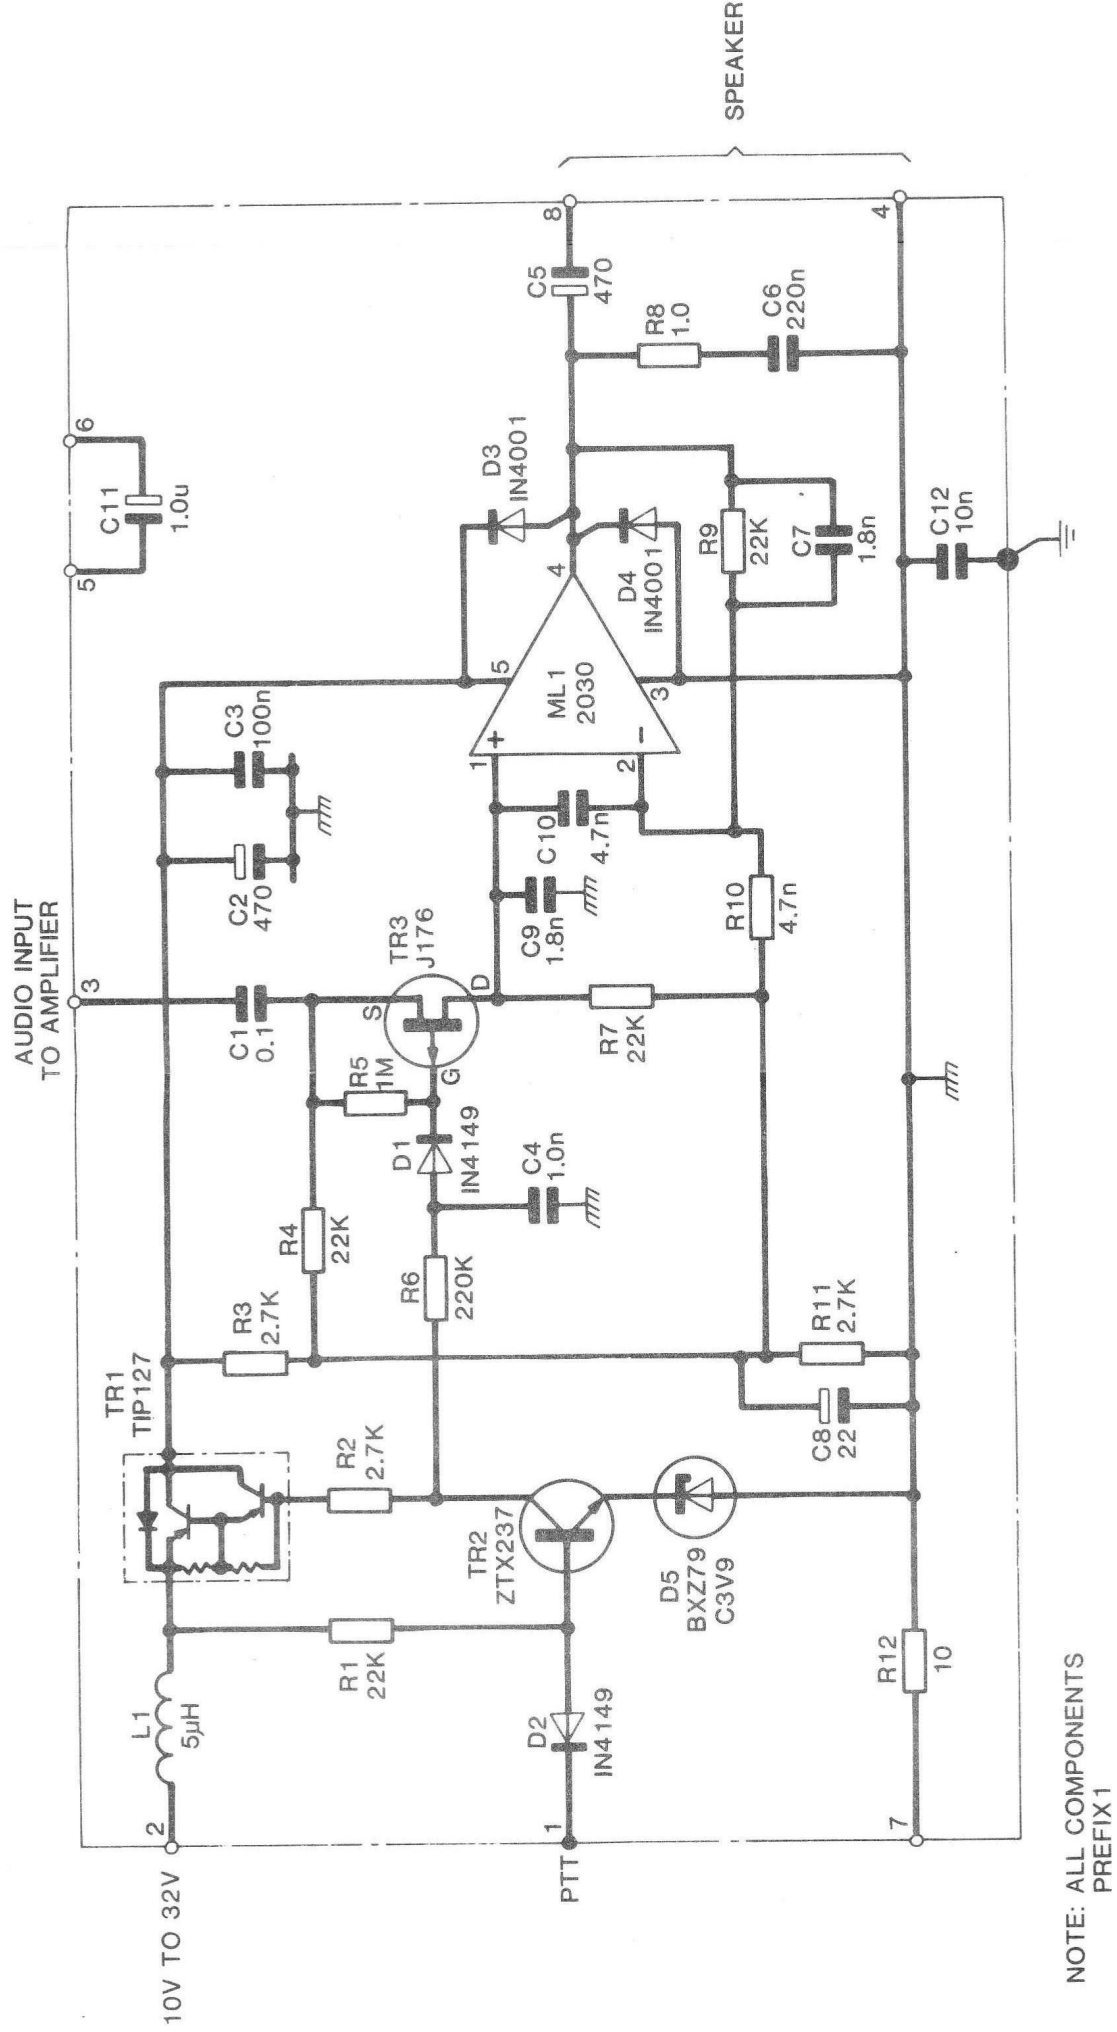 AUDIO INPUT
TO AMPLIFIER
3
5
6
C11
1.0u
10V TO 32V
2
L1
5µH
TR1
TIP127
R3
2.7K
R4
22K
R5
1M
C1
0.1
S
G
D
TR3
J176
C2
470
C3
100n
R1
22K
R2
2.7K
R6
220K
D1
IN4149
C4
1.0n
C9
1.8n
C10
4.7n
R7
22K
1
2
+
-
ML1
2030
5
3
4
D3
IN4001
D4
IN4001
C5
470
8
SPEAKER
R8
1.0
C6
220n
4
R9
22K
C7
1.8n
R10
4.7n
PTT
1
D2
IN4149
TR2
ZTX237
D5
BXZ79
C3V9
C8
22
R11
2.7K
C12
10n
7
R12
10
NOTE: ALL COMPONENTS
PREFIX 1